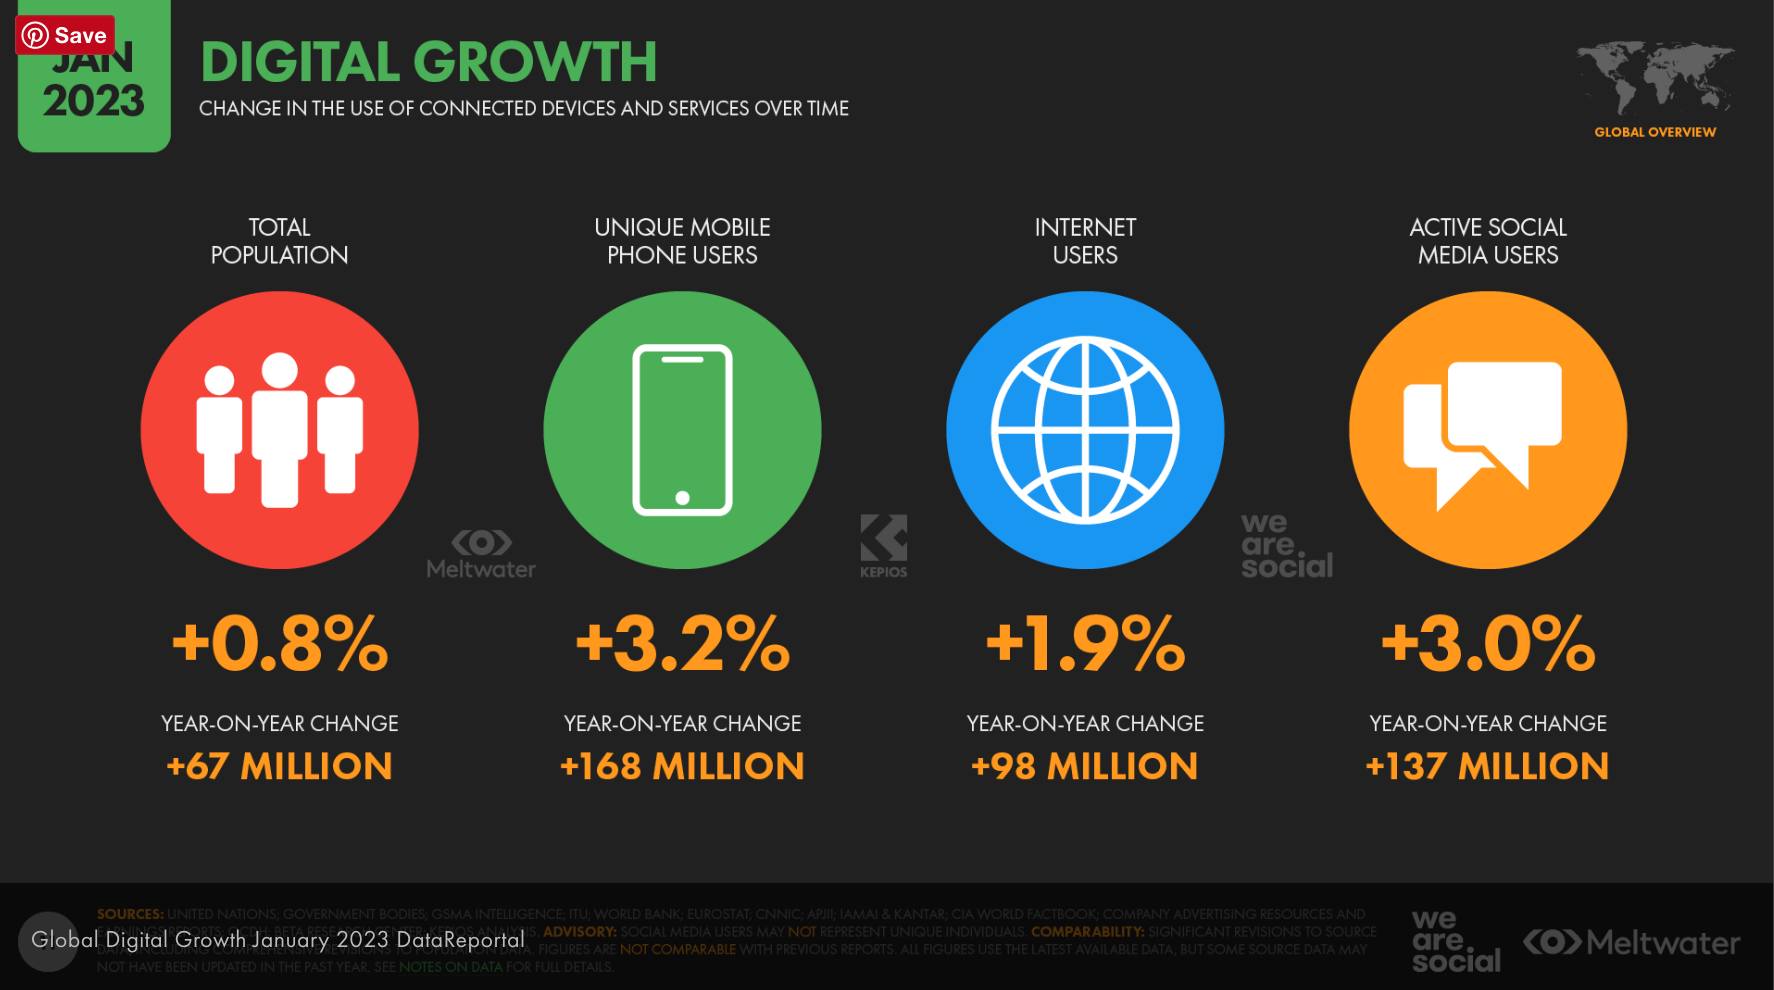 Save
JAN
2023
DIGITAL GROWTH
CHANGE IN THE USE OF CONNECTED DEVICES AND SERVICES OVER TIME
GLOBAL OVERVIEW
TOTAL
POPULATION
UNIQUE MOBILE
PHONE USERS
INTERNET
USERS
ACTIVE SOCIAL
MEDIA USERS
Meltwater
KEPIOS
we
are
social
+0.8%
+3.2%
+1.9%
+3.0%
YEAR-ON-YEAR CHANGE
YEAR-ON-YEAR CHANGE
YEAR-ON-YEAR CHANGE
YEAR-ON-YEAR CHANGE
+67 MILLION
+168 MILLION
+98 MILLION
+137 MILLION
SOURCES: UNITED NATIONS; GOVERNMENT BODIES; GSMA INTELLIGENCE; ITU; WORLD BANK; EUROSTAT; CNNIC; APJII; IAMAI & KANTAR; CIA WORLD FACTBOOK; COMPANY ADVERTISING RESOURCES AND
ADVISORY: SOCIAL MEDIA USERS MAY NOT REPRESENT UNIQUE INDIVIDUALS. COMPARABILITY: SIGNIFICANT REVISIONS TO SOURCE
Global Digital Growth January 2023 DataReportal
FIGURES ARE NOT COMPARABLE WITH PREVIOUS REPORTS. ALL FIGURES USE THE LATEST AVAILABLE DATA, BUT SOME SOURCE DATA MAY
NOT HAVE BEEN UPDATED IN THE PAST YEAR. SEE NOTES ON DATA FOR FULL DETAILS.
we
are
social
Meltwater